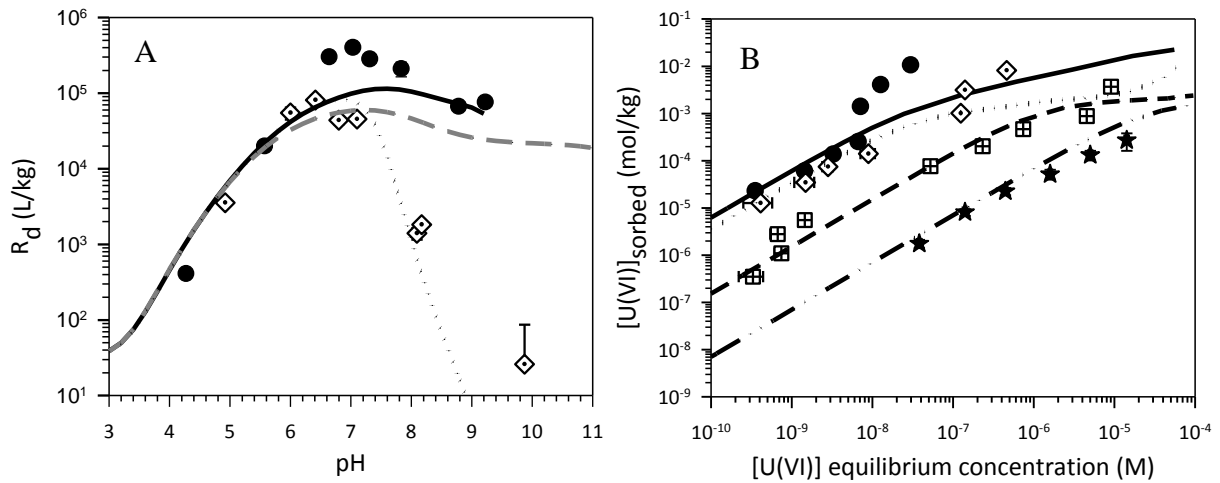 A
R_d (L/kg)
10^6
10^5
10^4
10^3
10^2
10^1
3 4 5 6 7 8 9 10 11
pH
B
[U(VI)]_sorbed (mol/kg)
10^-1
10^-2
10^-3
10^-4
10^-5
10^-6
10^-7
10^-8
10^-9
10^-10 10^-9 10^-8 10^-7 10^-6 10^-5 10^-4
[U(VI)] equilibrium concentration (M)